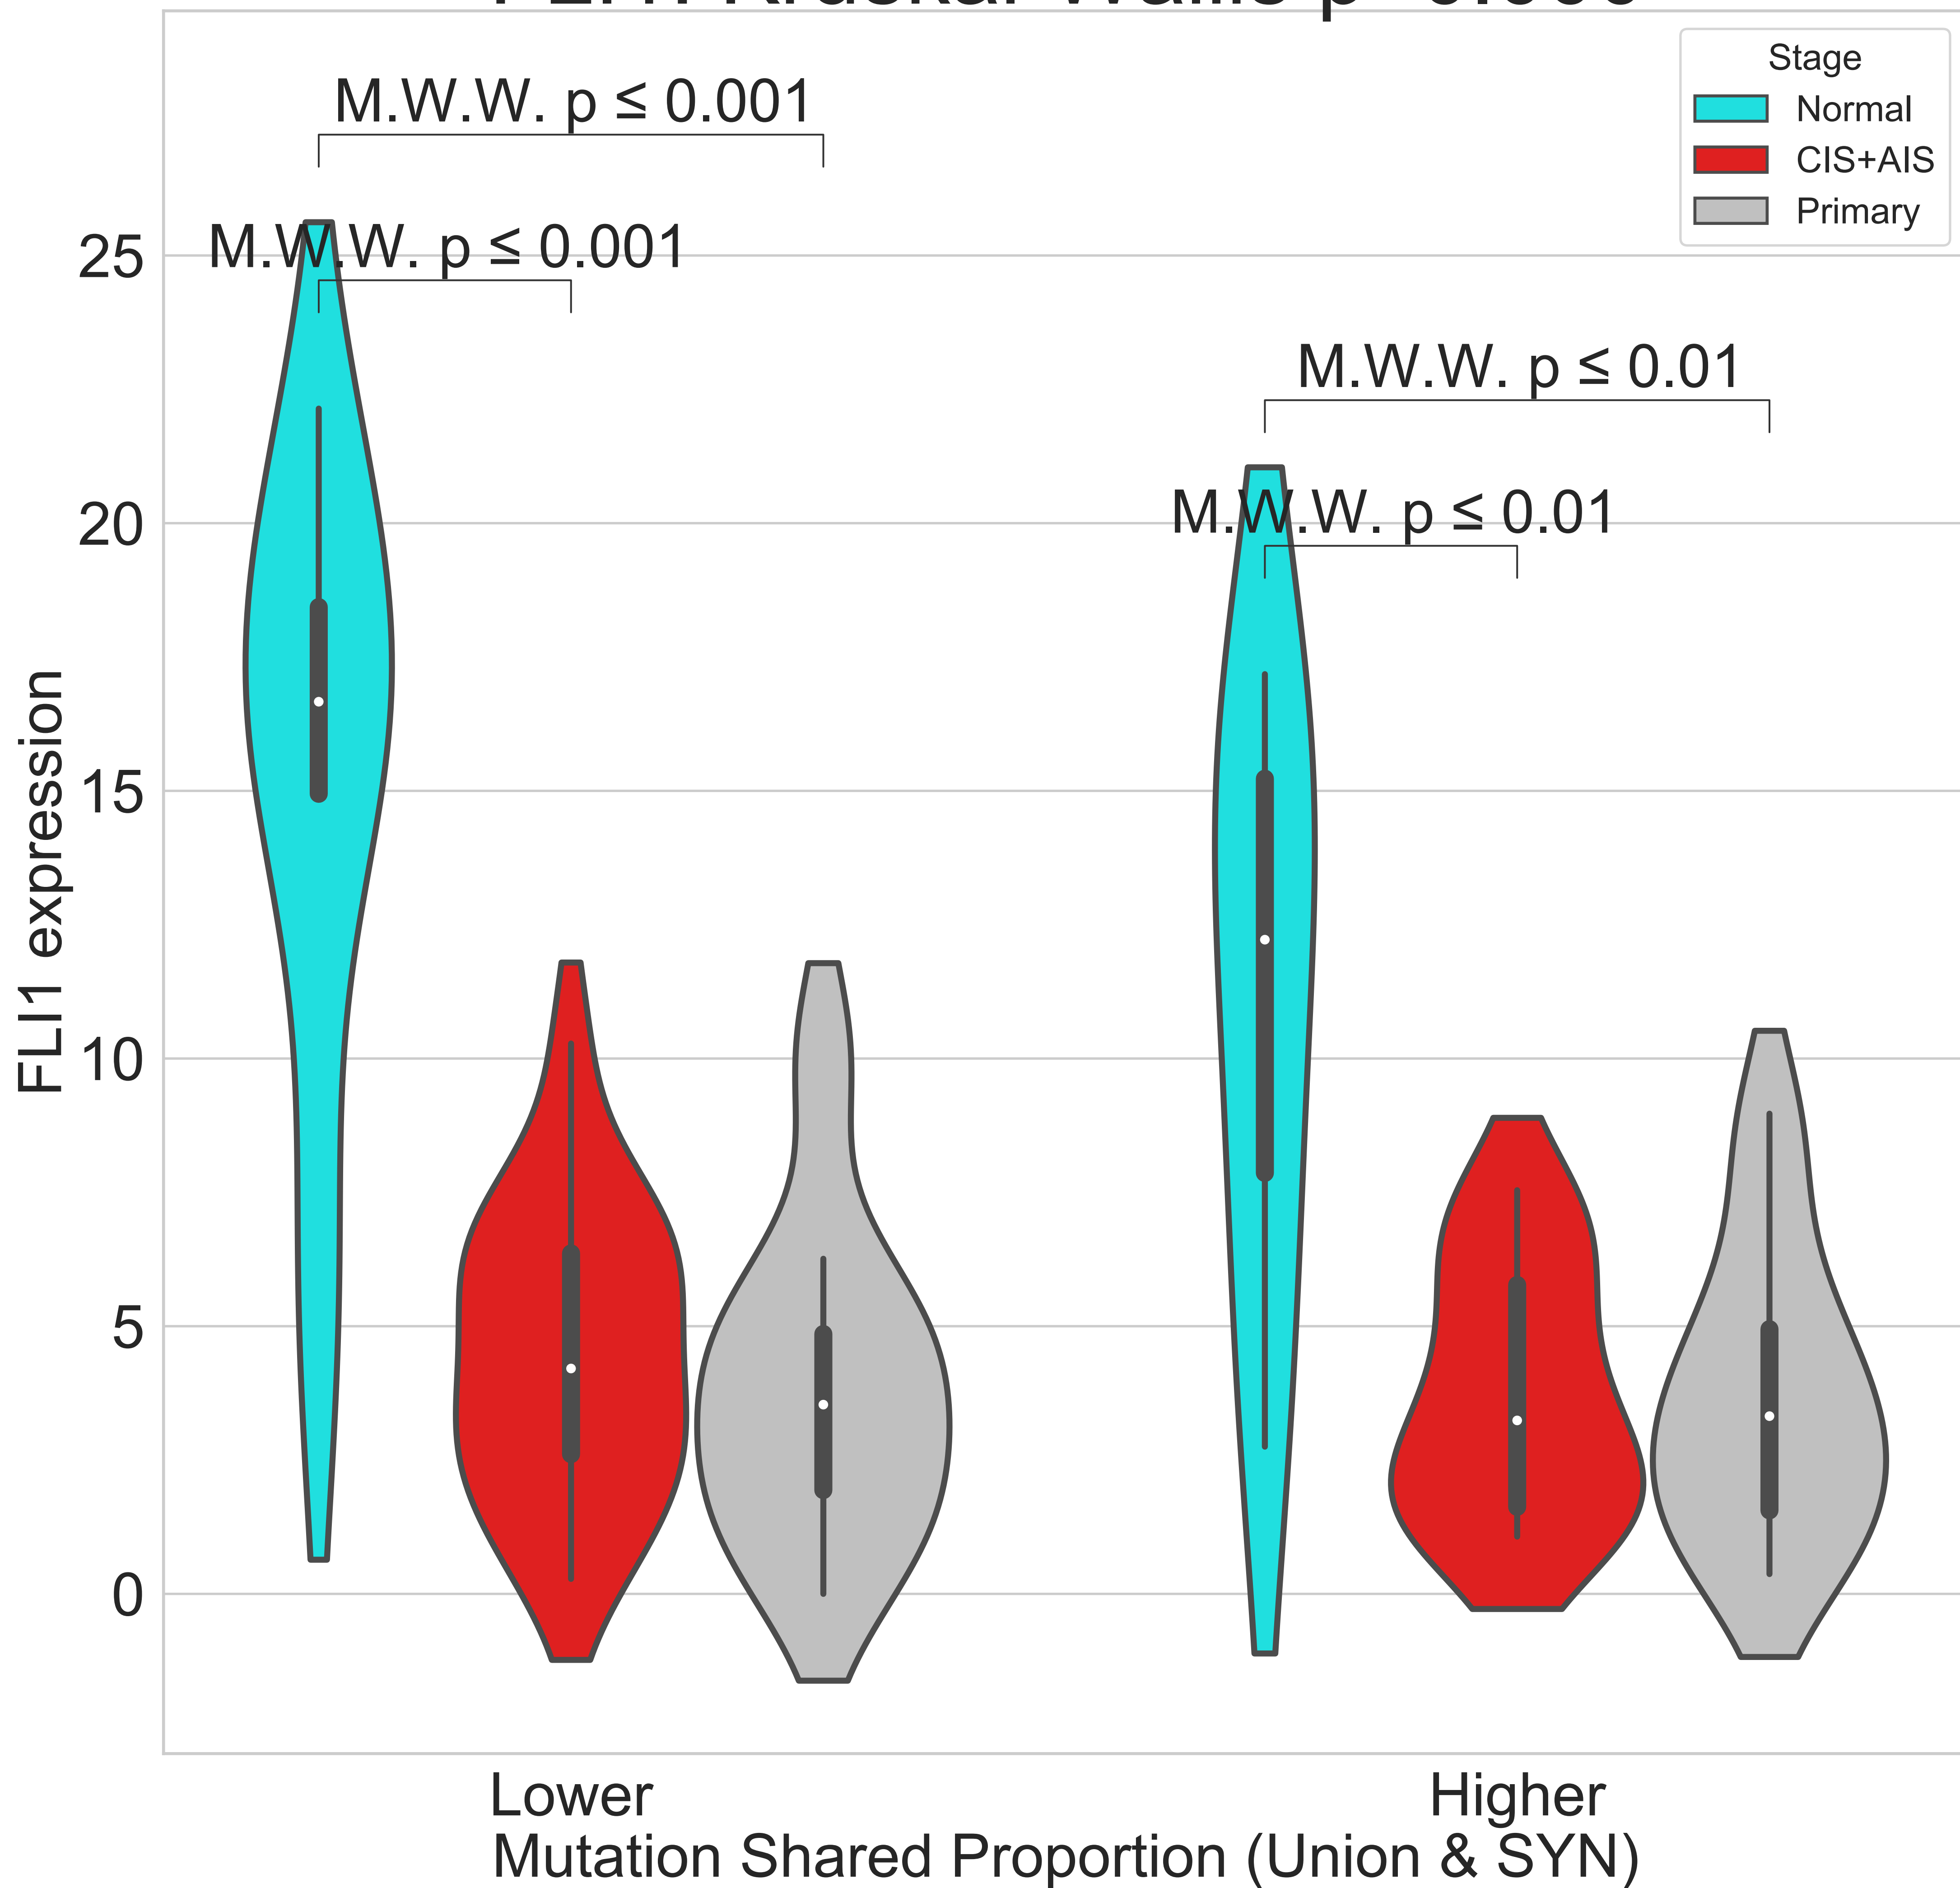 M.W.W. p ≤ 0.001
Stage
Normal
CIS+AIS
Primary
M.W.W. p ≤ 0.001
25
M.W.W. p ≤ 0.01
20
M.W.W. p ≤ 0.01
15
10
5
0
FLI1 expression
Lower
Higher
Mutation Shared Proportion (Union & SYN)